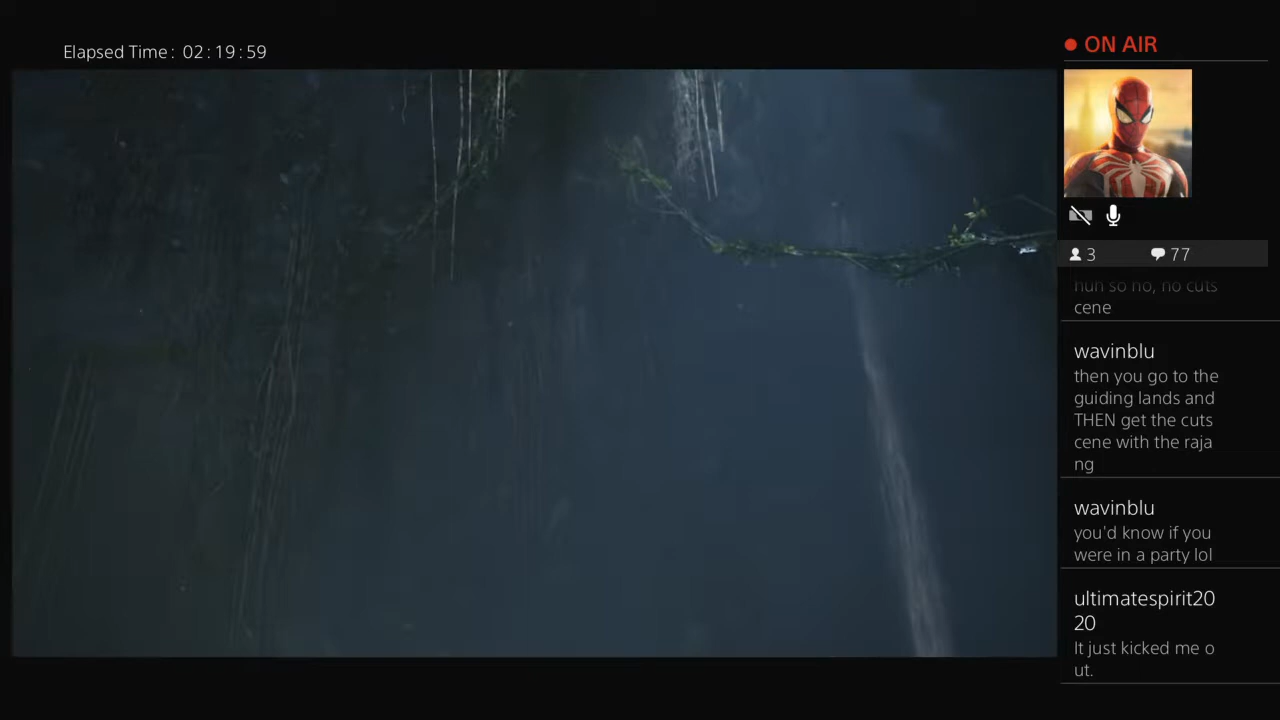 Elapsed Time: 02:19:59
ON AIR
3 77
hun so no, no cuts
cene
wavinblu
then you go to the
guiding lands and
THEN get the cuts
cene with the raja
ng
wavinblu
you'd know if you
were in a party lol
ultimatespirit20
20
It just kicked me o
ut.